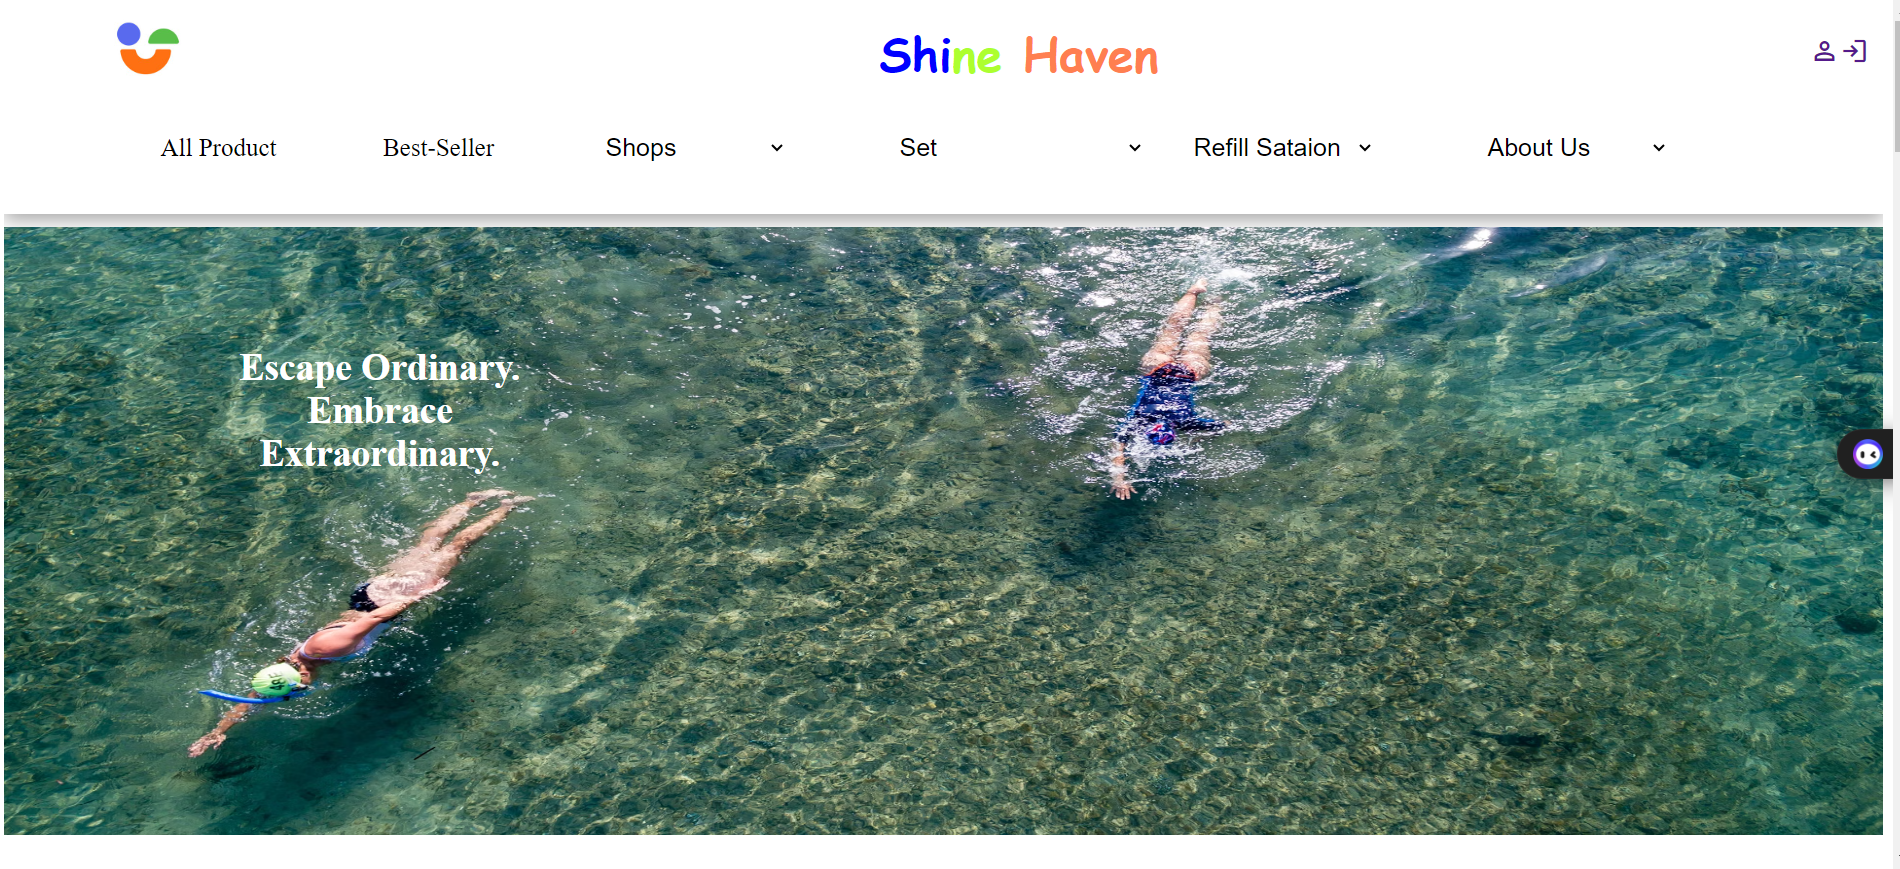 Shine Haven
All Product Best-Seller Shops Set Refill Sataion About Us
Escape Ordinary.
Embrace
Extraordinary.